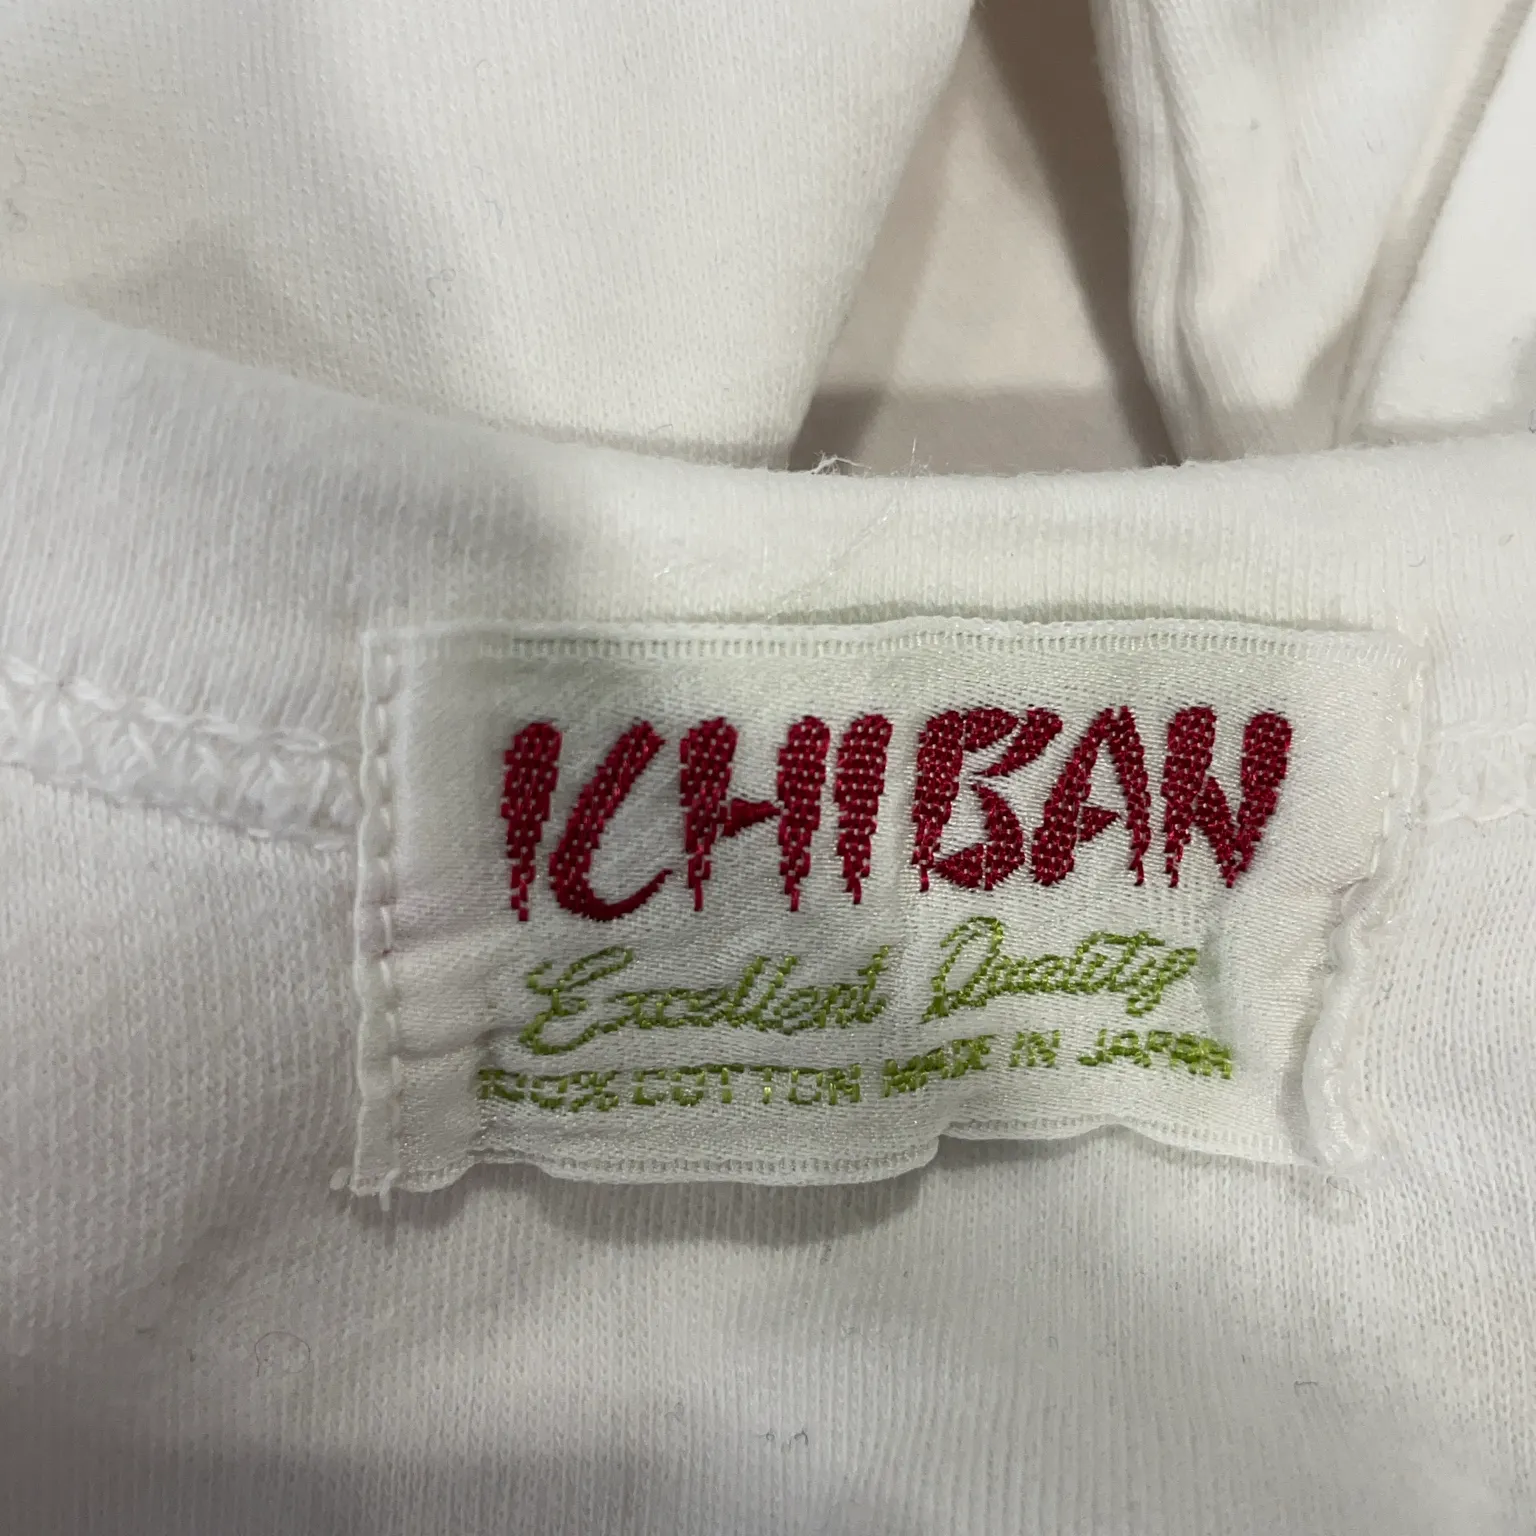 ICHIBAN
Excellent Quality
100% COTTON MADE IN JAPAN